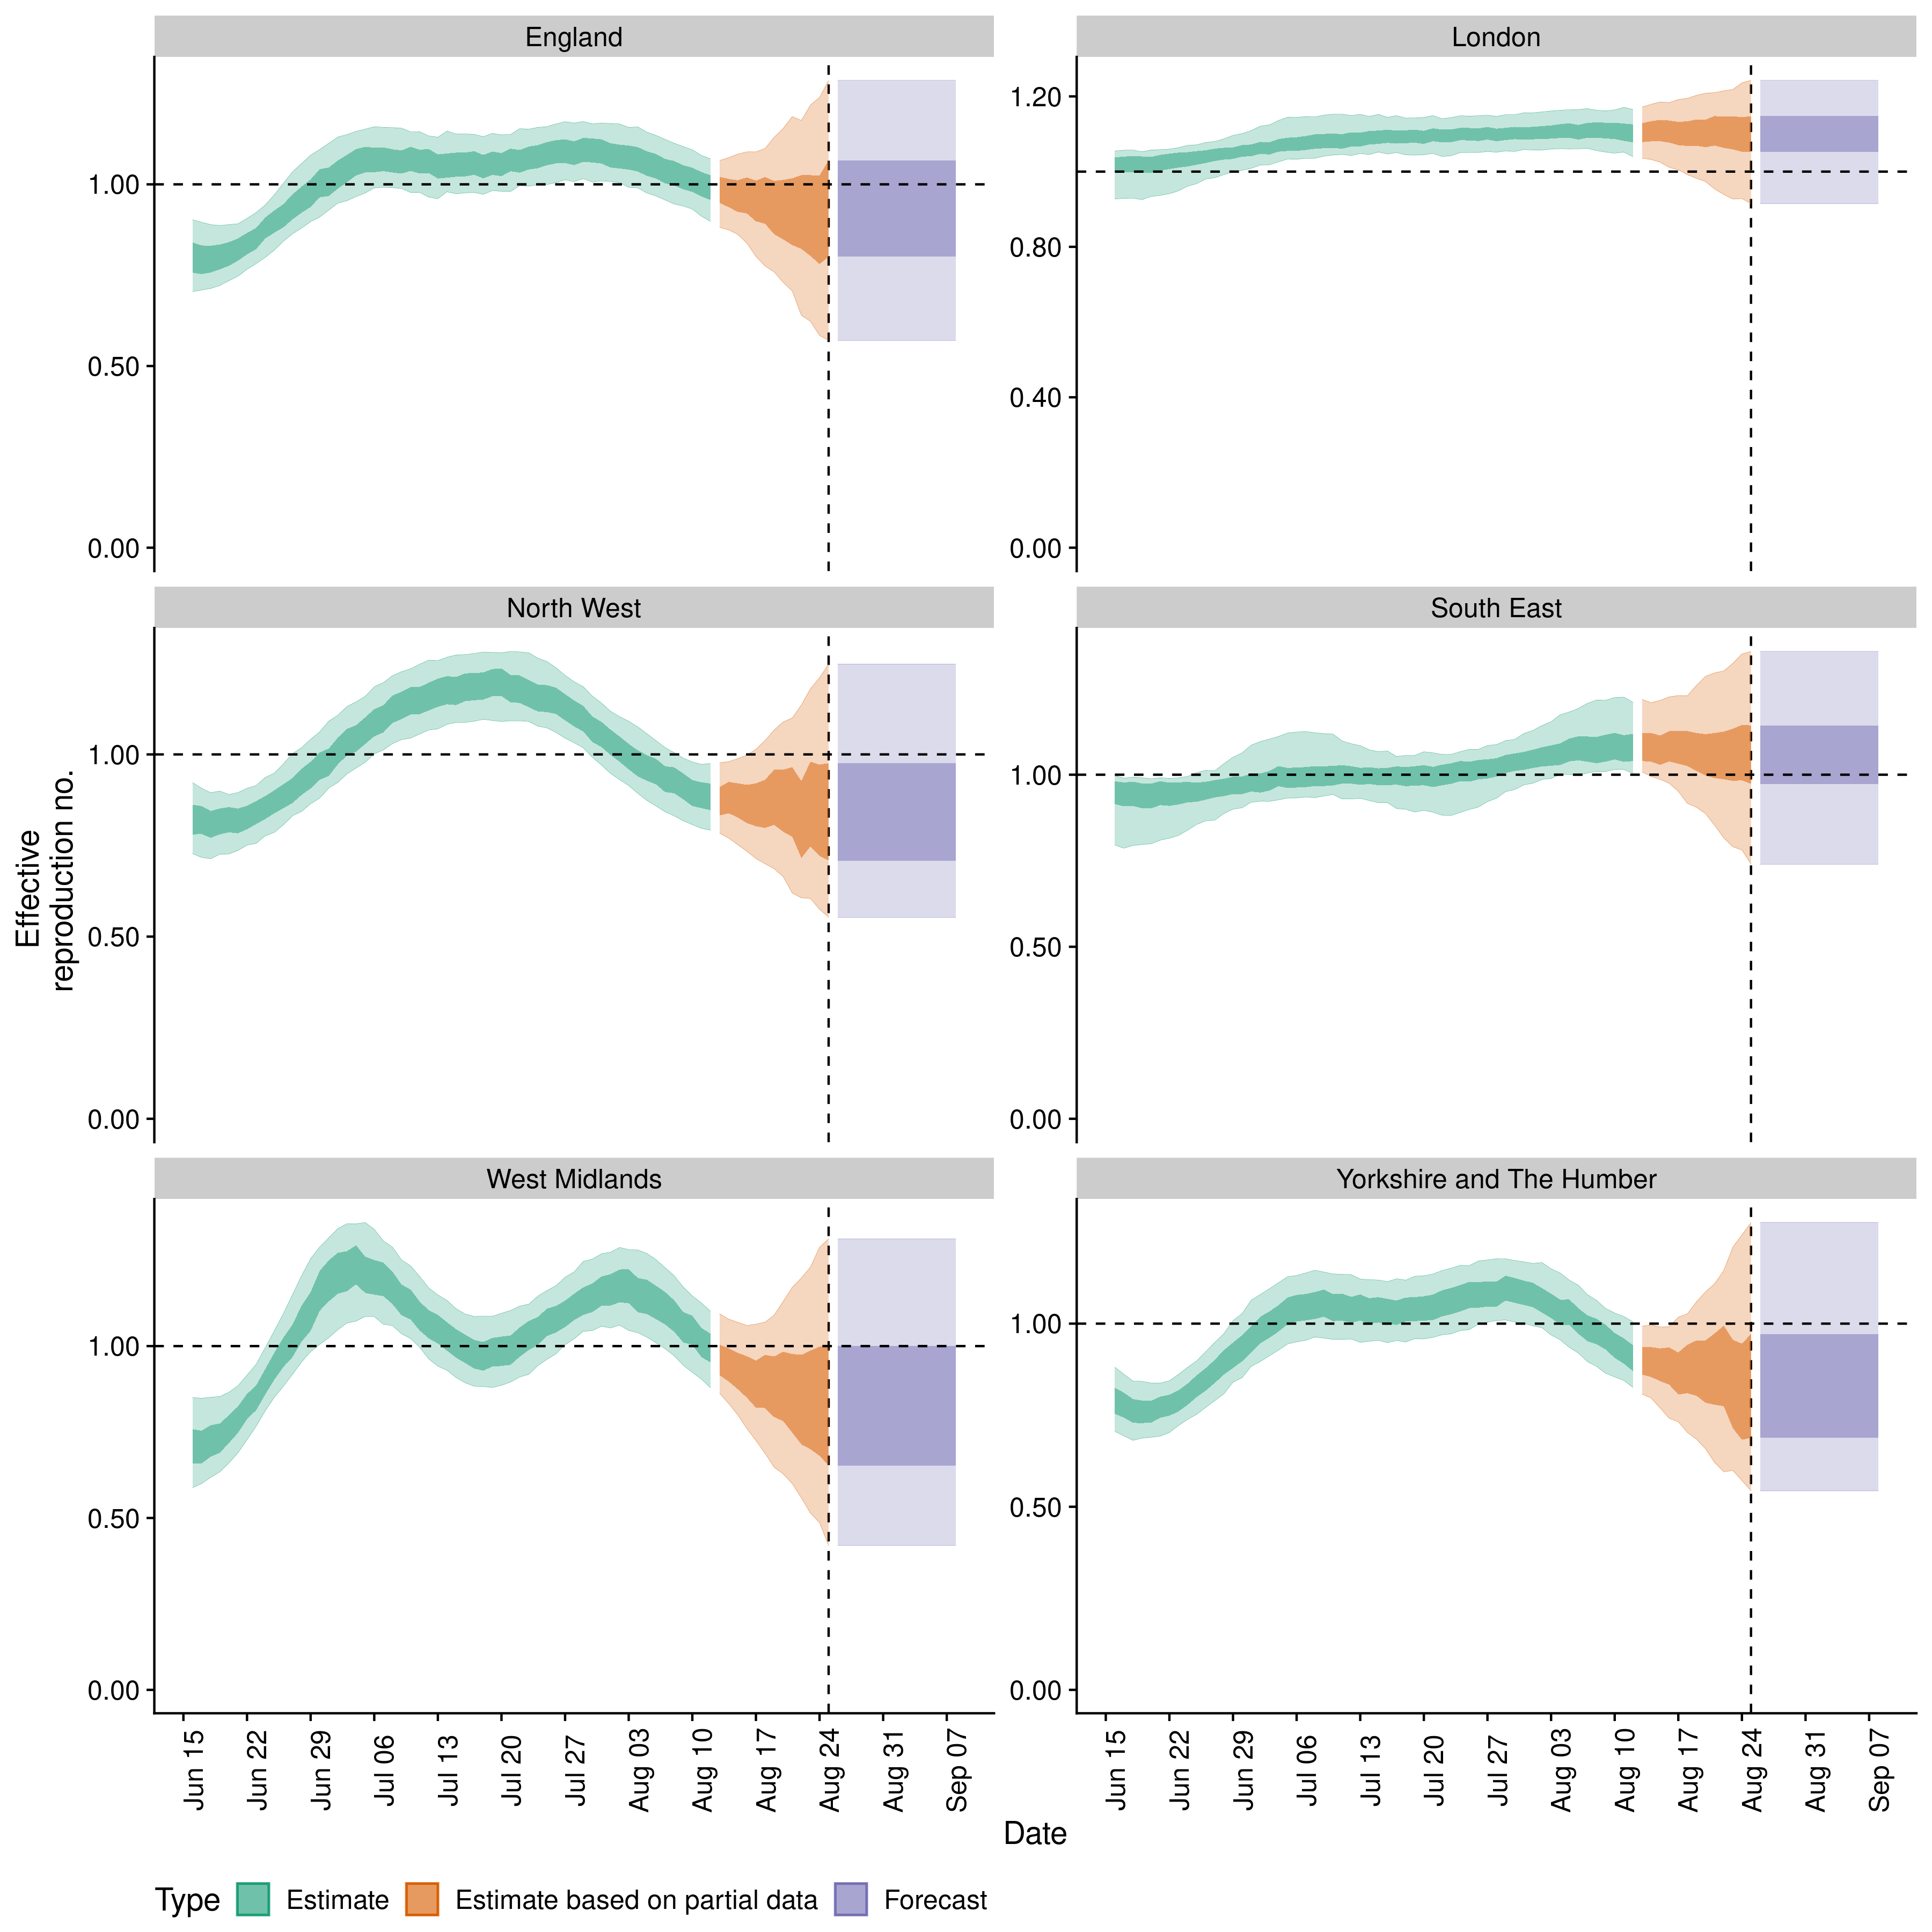 England
London
1.00
0.50
0.00
1.20
0.80
0.40
0.00
North West
South East
1.00
0.50
0.00
1.00
0.50
0.00
West Midlands
Yorkshire and The Humber
1.00
0.50
0.00
1.00
0.50
0.00
Effective
reproduction no.
Jun 15
Jun 22
Jun 29
Jul 06
Jul 13
Jul 20
Jul 27
Aug 03
Aug 10
Aug 17
Aug 24
Aug 31
Sep 07
Jun 15
Jun 22
Jun 29
Jul 06
Jul 13
Jul 20
Jul 27
Aug 03
Aug 10
Aug 17
Aug 24
Aug 31
Sep 07
Date
Type Estimate Estimate based on partial data Forecast